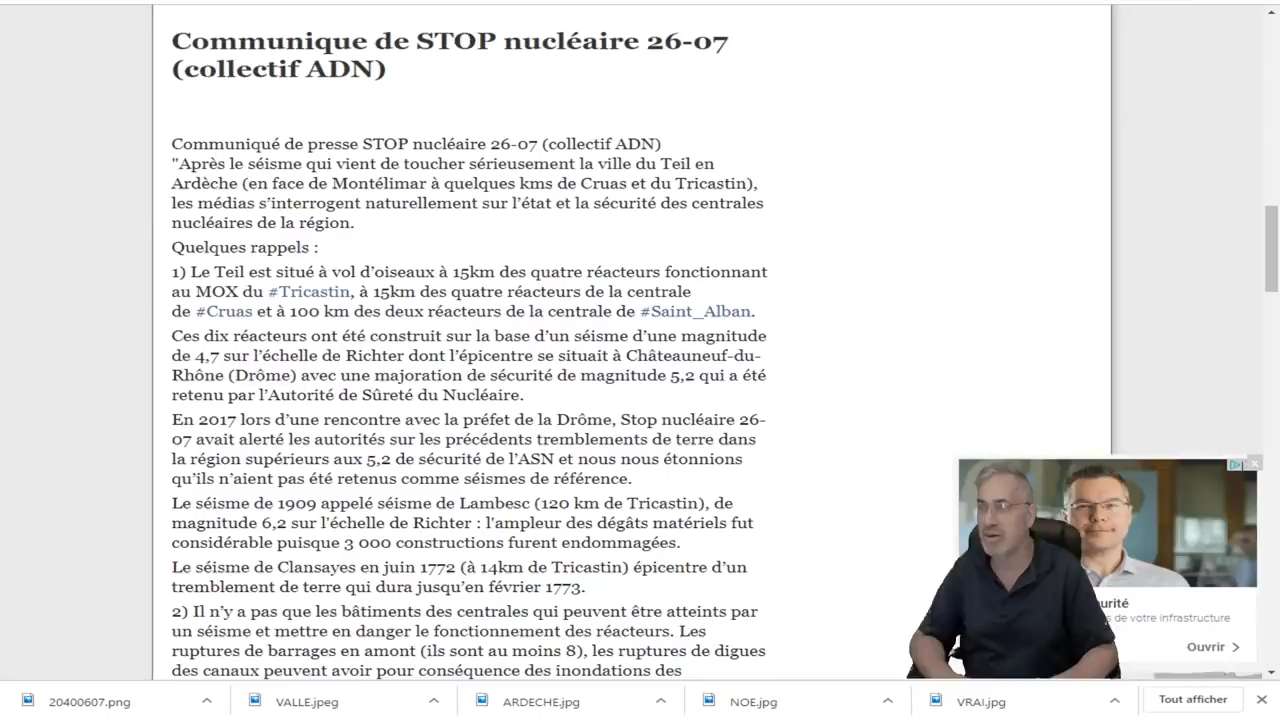 Communique de STOP nucléaire 26-07
(collectif ADN)
Communiqué de presse STOP nucléaire 26-07 (collectif ADN)
"Après le séisme qui vient de toucher sérieusement la ville du Teil en
Ardèche (en face de Montélimar à quelques kms de Cruas et du Tricastin),
les médias s’interrogent naturellement sur l’état et la sécurité des centrales
nucléaires de la région.
Quelques rappels :
1) Le Teil est situé à vol d’oiseaux à 15km des quatre réacteurs fonctionnant
au MOX du #Tricastin, à 15km des quatre réacteurs de la centrale
de #Cruas et à 100 km des deux réacteurs de la centrale de #Saint_Alban.
Ces dix réacteurs ont été construit sur la base d’un séisme d’une magnitude
de 4,7 sur l’échelle de Richter dont l’épicentre se situait à Châteauneuf-du-
Rhône (Drôme) avec une majoration de sécurité de magnitude 5,2 qui a été
retenu par l’Autorité de Sûreté du Nucléaire.
En 2017 lors d’une rencontre avec la préfet de la Drôme, Stop nucléaire 26-
07 avait alerté les autorités sur les précédents tremblements de terre dans
la région supérieurs aux 5,2 de sécurité de l’ASN et nous nous étonnions
qu’ils n’aient pas été retenus comme séismes de référence.
Le séisme de 1909 appelé séisme de Lambesc (120 km de Tricastin), de
magnitude 6,2 sur l'échelle de Richter : l'ampleur des dégâts matériels fut
considérable puisque 3 000 constructions furent endommagées.
Le séisme de Clansayes en juin 1772 (à 14km de Tricastin) épicentre d’un
tremblement de terre qui dura jusqu’en février 1773.
2) Il n’y a pas que les bâtiments des centrales qui peuvent être atteints par
un séisme et mettre en danger le fonctionnement des réacteurs. Les
ruptures de barrages en amont (ils sont au moins 8), les ruptures de digues
des canaux peuvent avoir pour conséquence des inondations des
de votre infrastructure
Ouvrir
20400607.png
VALLE.jpeg
ARDECHE.jpg
NOE.jpg
VRAI.jpg
Tout afficher